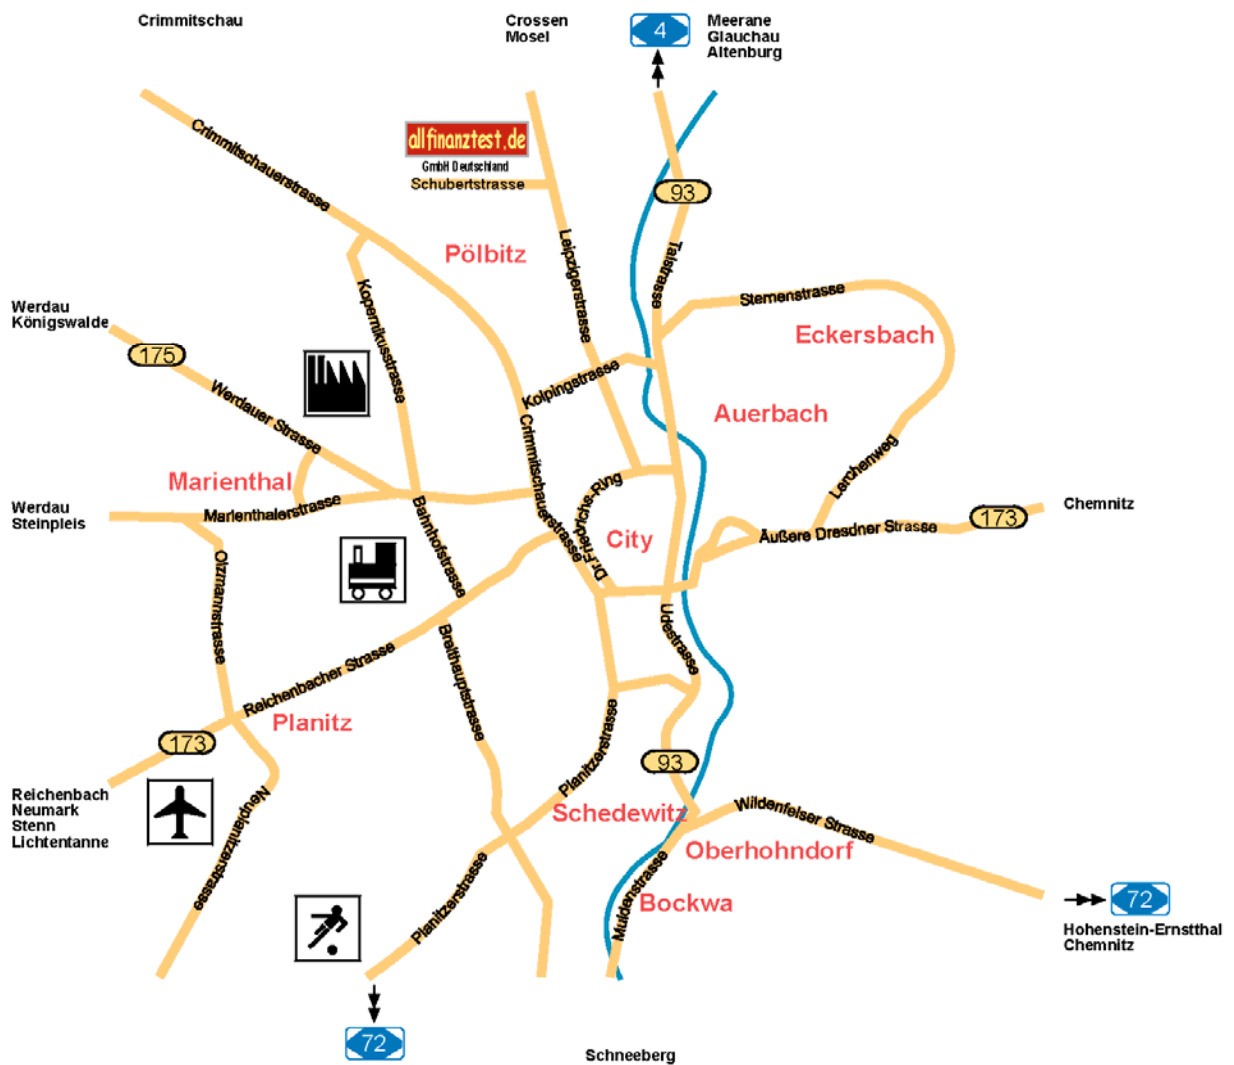 Crimmitschau
Crossen
Mosel
4
Meerane
Glauchau
Altenburg
Crimmitschauerstrasse
allfinanztest.de
GmbH Deutschland
Schubertstrasse
93
Pölbitz
Leipzigerstrasse
Talstrasse
Sternenstrasse
Kopernikusstrasse
Werdau
Königswalde
175
Eckersbach
Werdauer Strasse
Kolpingstrasse
Auerbach
Crimmitschauerstrasse
Marienthal
Lerchenweg
Werdau
Steinpleis
Marienthalerstrasse
Bahnhofstrasse
Dr.Friedrichs-Ring
City
Äußere Dresdner Strasse
173
Chemnitz
Olzmannstrasse
Udestrasse
Breithauptstrasse
Reichenbacher Strasse
Planitz
173
Planitzerstrasse
93
Reichenbach
Neumark
Stenn
Lichtentanne
Neuplanitzerstrasse
Schedewitz
Wildenfelser Strasse
Oberhohndorf
Planitzerstrasse
Muldenstrasse
Bockwa
72
Hohenstein-Ernstthal
Chemnitz
72
Schneeberg